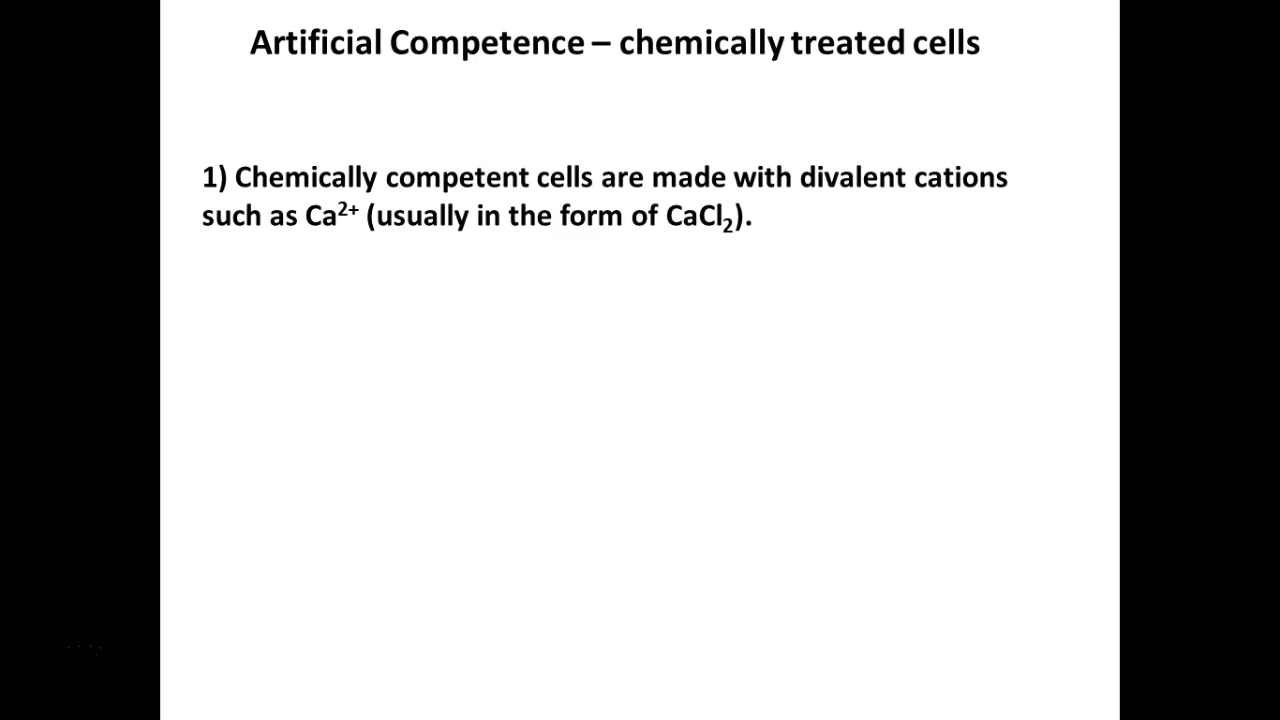 Artificial Competence – chemically treated cells
1) Chemically competent cells are made with divalent cations
such as Ca²⁺ (usually in the form of CaCl₂).